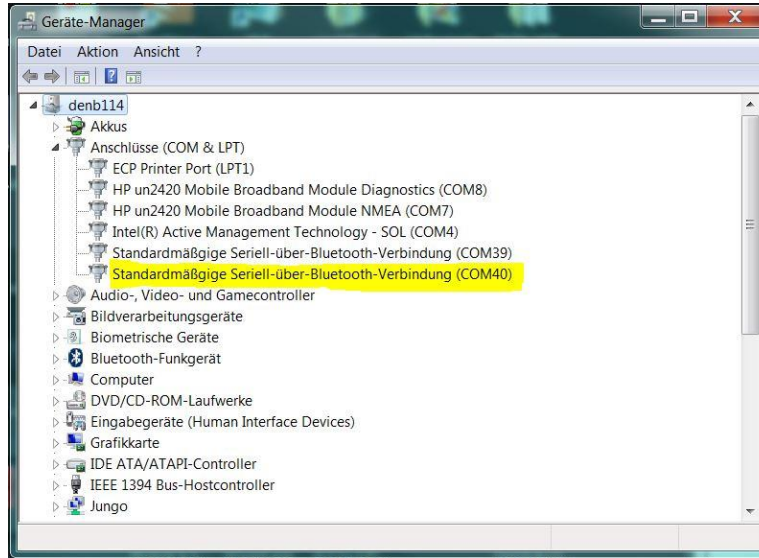 Geräte-Manager
Datei Aktion Ansicht ?
denb114
Akkus
Anschlüsse (COM & LPT)
ECP Printer Port (LPT1)
HP un2420 Mobile Broadband Module Diagnostics (COM8)
HP un2420 Mobile Broadband Module NMEA (COM7)
Intel(R) Active Management Technology - SOL (COM4)
Standardmäßgige Seriell-über-Bluetooth-Verbindung (COM39)
Standardmäßgige Seriell-über-Bluetooth-Verbindung (COM40)
Audio-, Video- und Gamecontroller
Bildverarbeitungsgeräte
Biometrische Geräte
Bluetooth-Funkgerät
Computer
DVD/CD-ROM-Laufwerke
Eingabegeräte (Human Interface Devices)
Grafikkarte
IDE ATA/ATAPI-Controller
IEEE 1394 Bus-Hostcontroller
Jungo